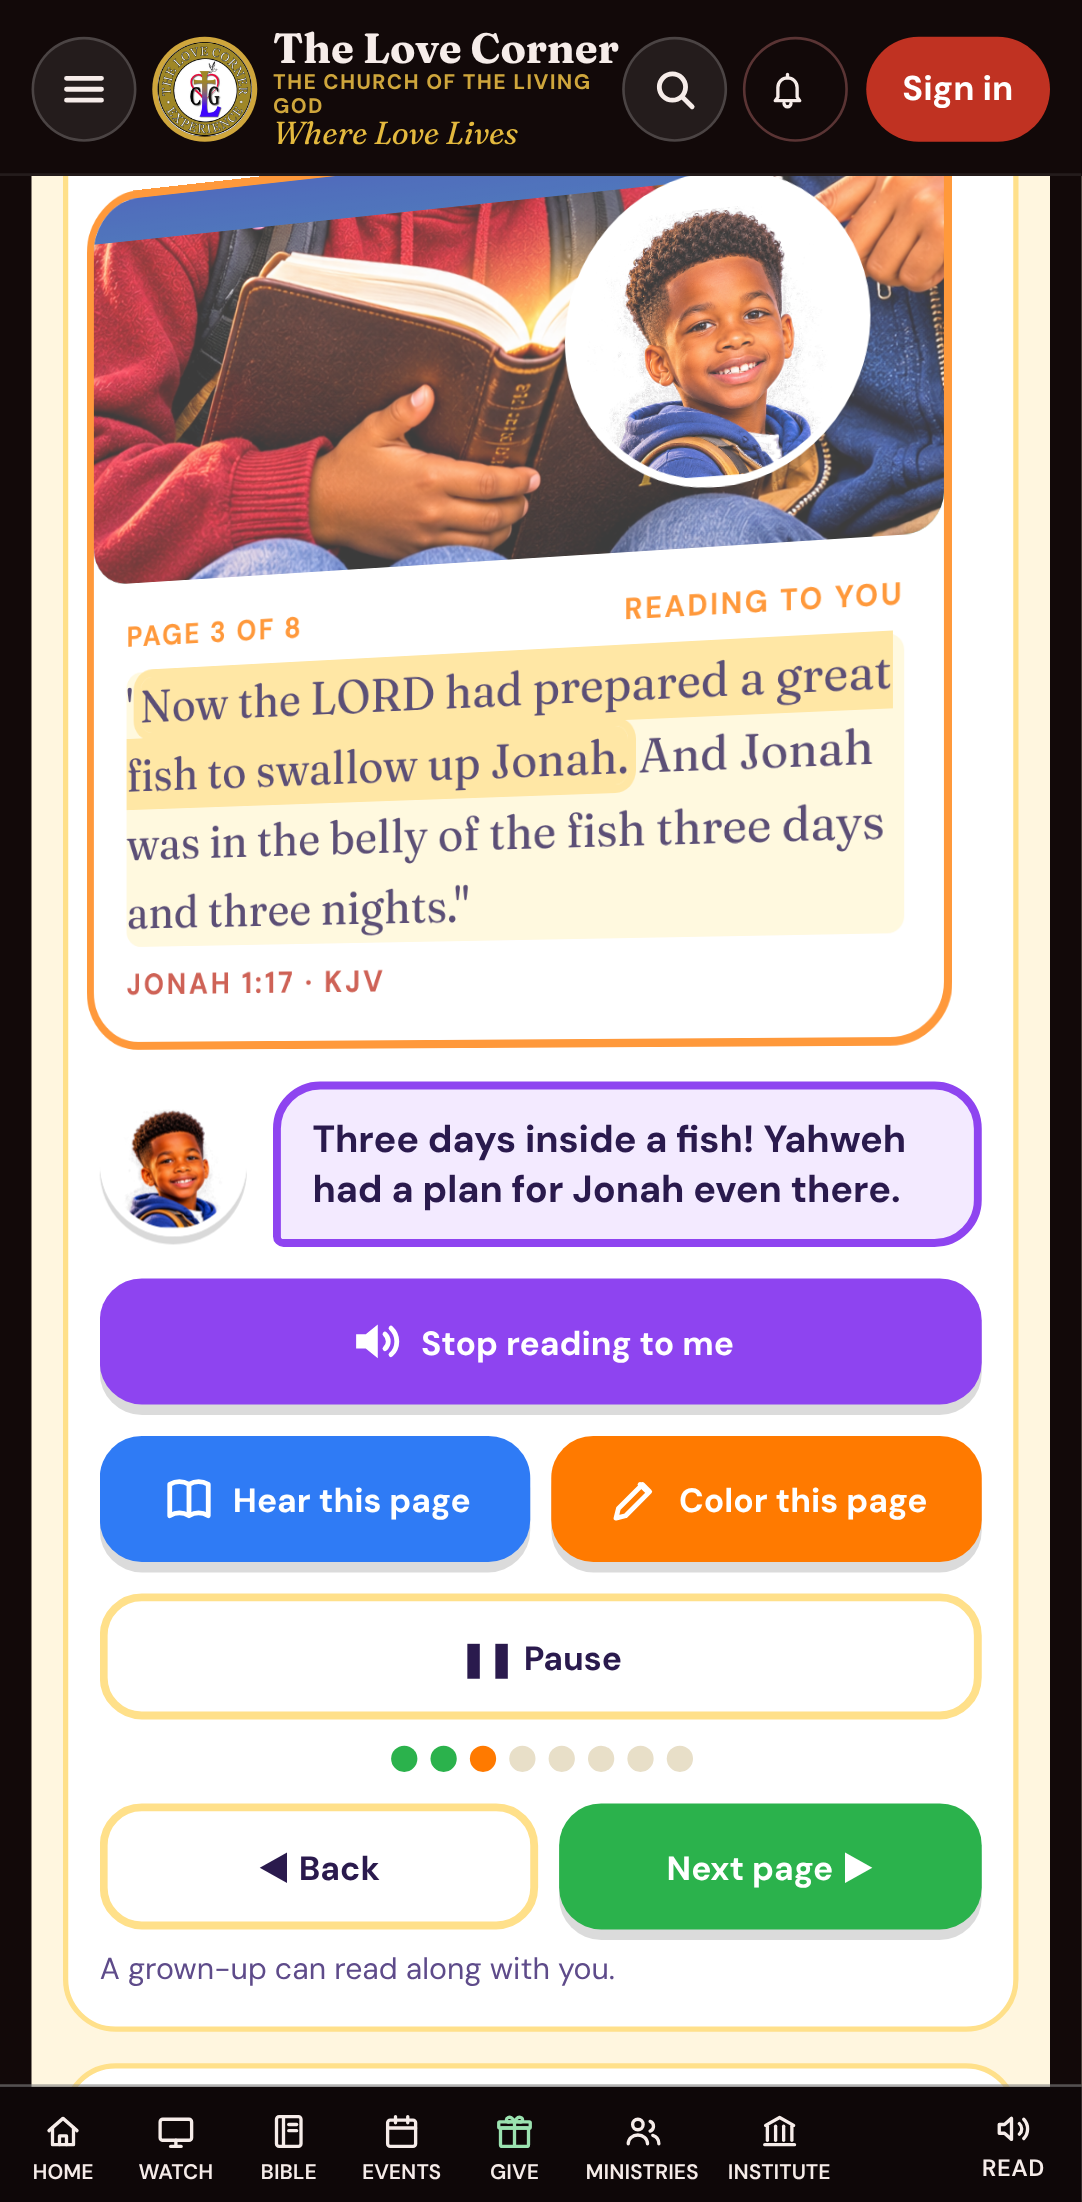 The Love Corner
THE CHURCH OF THE LIVING
GOD
Where Love Lives
Sign in
THE LOVE CORNER
EXPERIENCE
PAGE 3 OF 8
READING TO YOU
'Now the LORD had prepared a great
fish to swallow up Jonah. And Jonah
was in the belly of the fish three days
and three nights."
JONAH 1:17 · KJV
Three days inside a fish! Yahweh
had a plan for Jonah even there.
Stop reading to me
Hear this page
Color this page
Pause
Back
Next page
A grown-up can read along with you.
HOME
WATCH
BIBLE
EVENTS
GIVE
MINISTRIES
INSTITUTE
READ